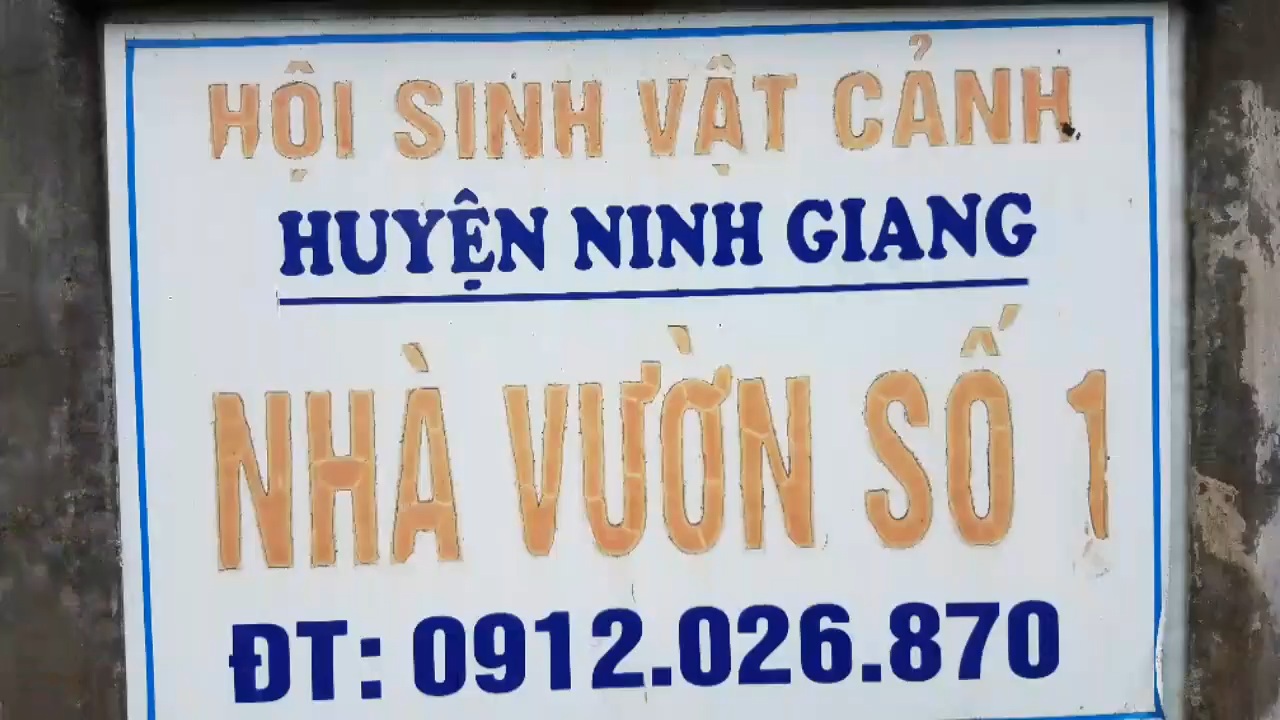 HỘI SINH VẬT CẢNH
HUYỆN NINH GIANG
NHÀ VƯỜN SỐ 1
ĐT: 0912.026.870